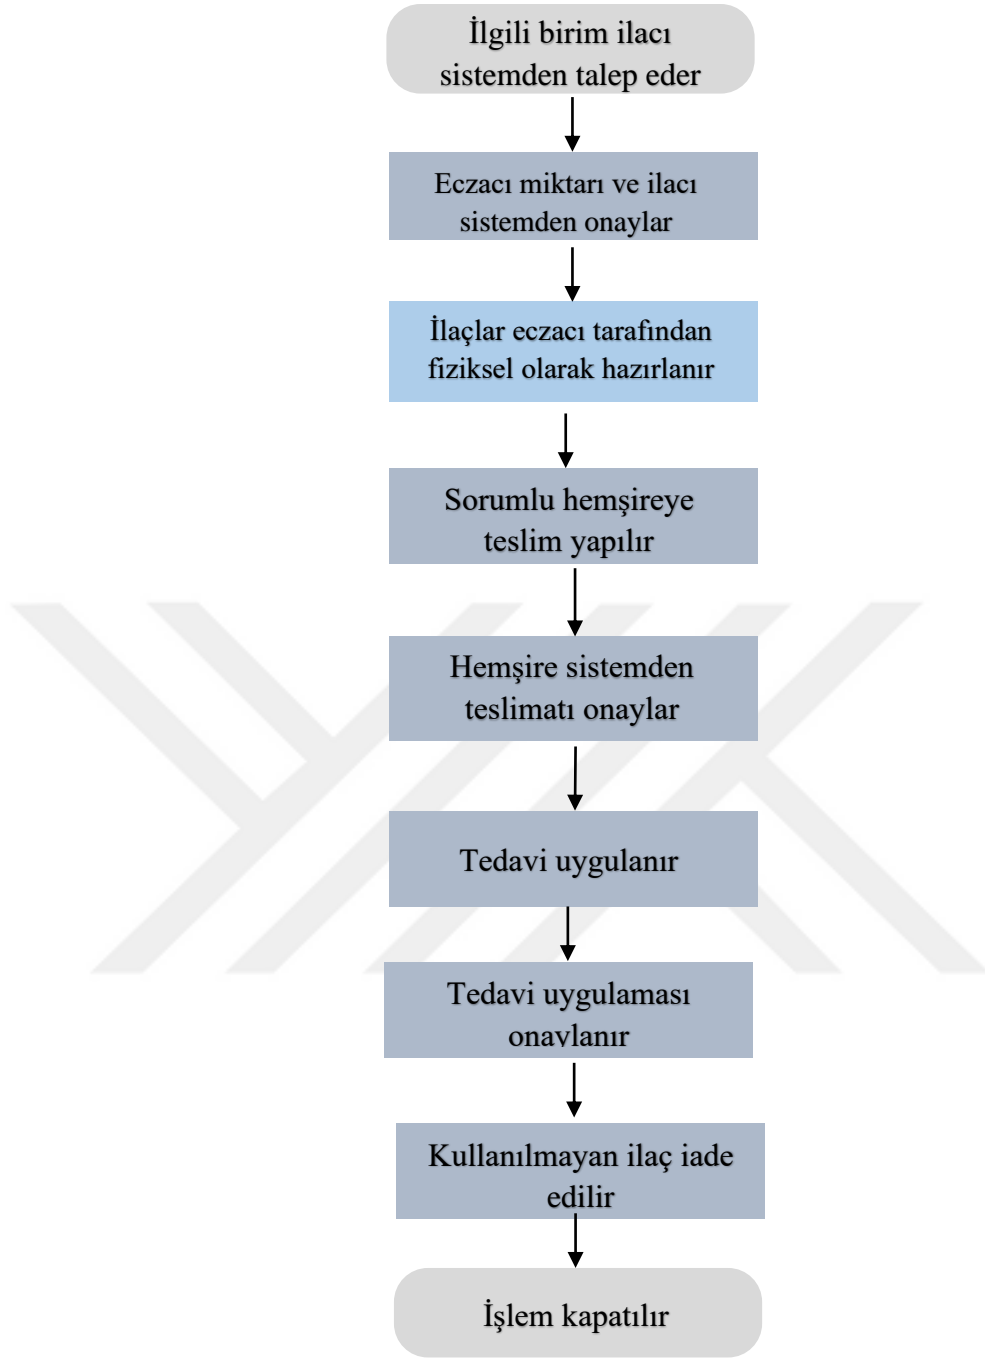 İlgili birim ilacı
sistemden talep eder
Eczacı miktarı ve ilacı
sistemden onaylar
İlaçlar eczacı tarafından
fiziksel olarak hazırlanır
Sorumlu hemşireye
teslim yapılır
Hemşire sistemden
teslimatı onaylar
Tedavi uygulanır
Tedavi uygulaması
onaylanır
Kullanılmayan ilaç iade
edilir
İşlem kapatılır